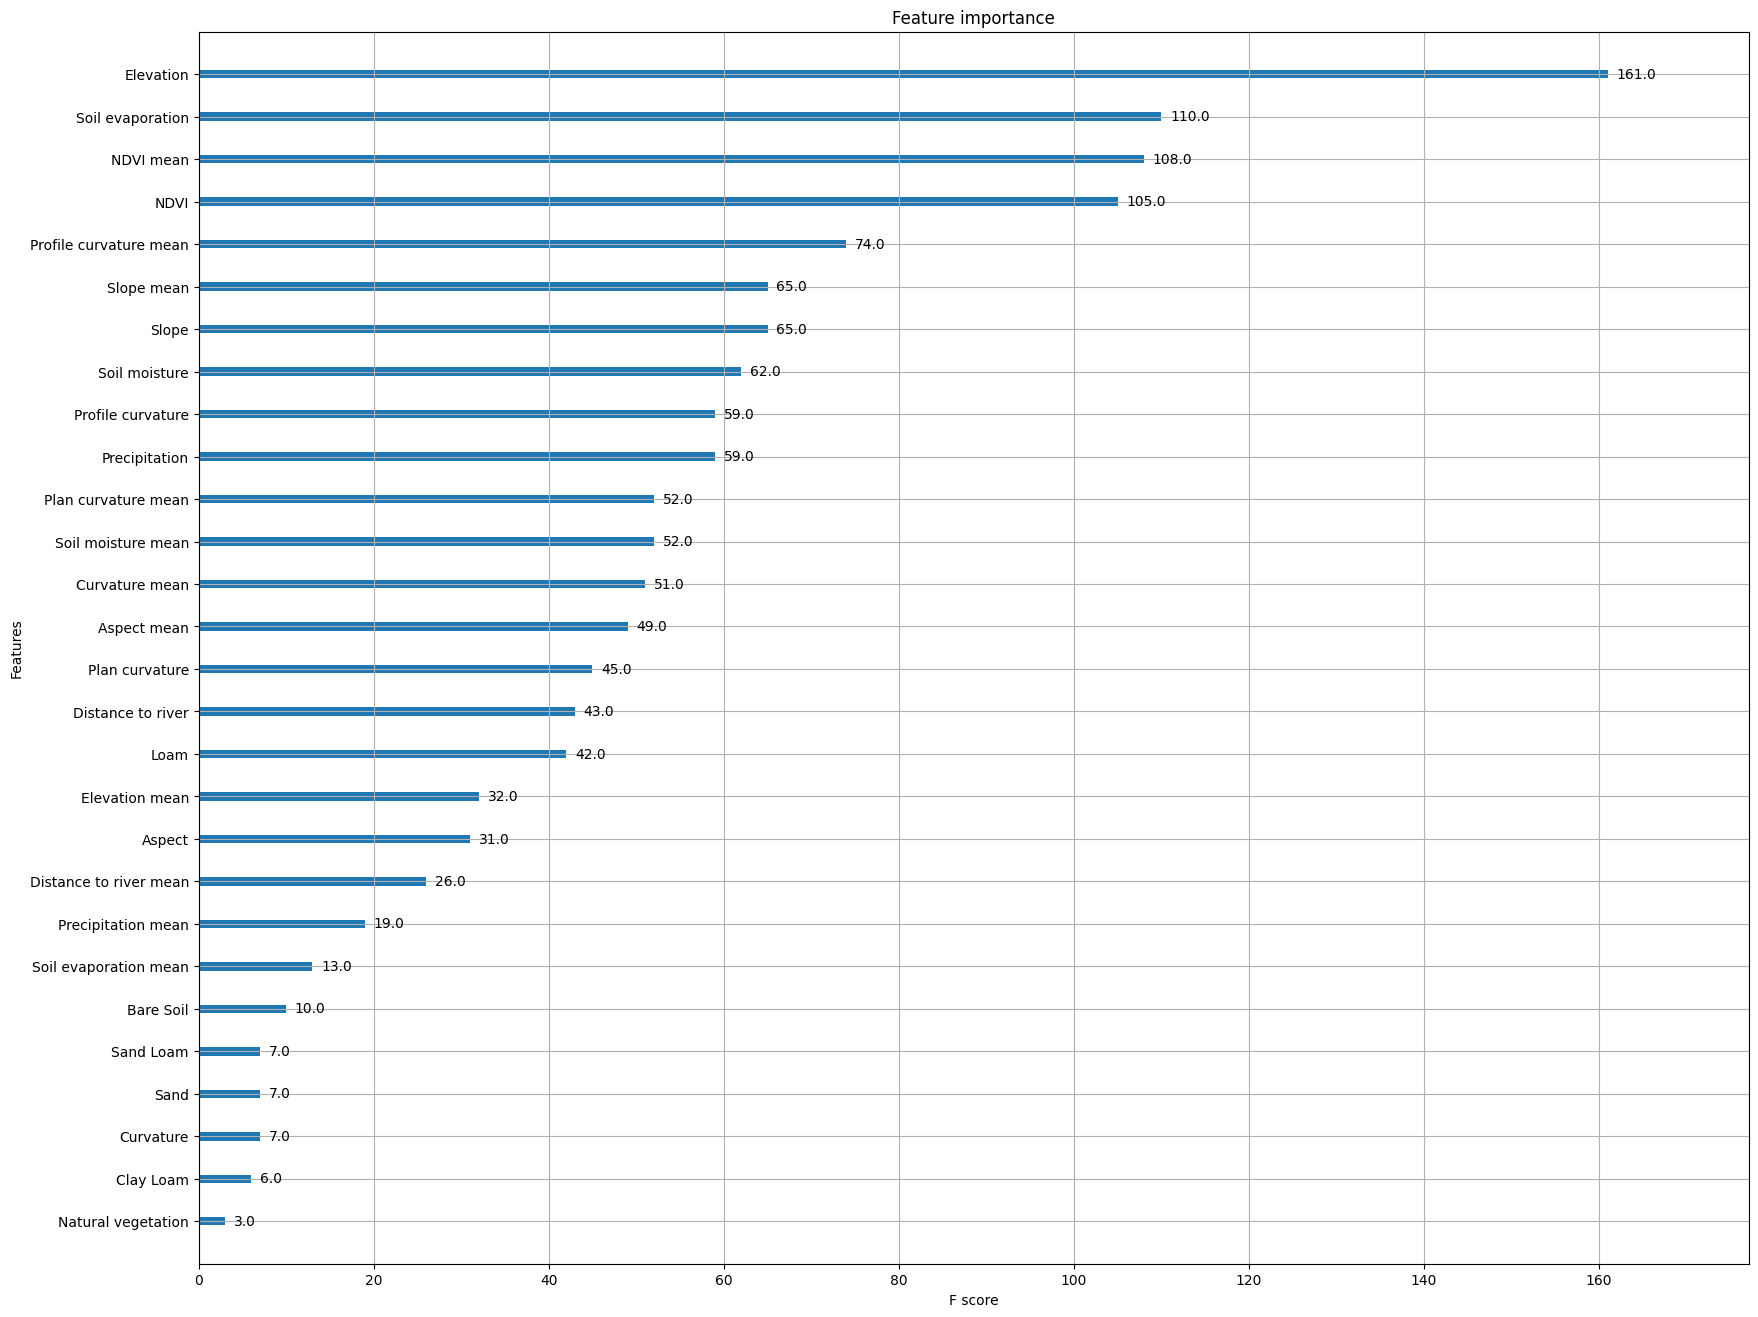 Feature importance
Elevation 161.0
Soil evaporation 110.0
NDVI mean 108.0
NDVI 105.0
Profile curvature mean 74.0
Slope mean 65.0
Slope 65.0
Soil moisture 62.0
Profile curvature 59.0
Precipitation 59.0
Plan curvature mean 52.0
Soil moisture mean 52.0
Curvature mean 51.0
Aspect mean 49.0
Plan curvature 45.0
Distance to river 43.0
Loam 42.0
Elevation mean 32.0
Aspect 31.0
Distance to river mean 26.0
Precipitation mean 19.0
Soil evaporation mean 13.0
Bare Soil 10.0
Sand Loam 7.0
Sand 7.0
Curvature 7.0
Clay Loam 6.0
Natural vegetation 3.0
Features
0 20 40 60 80 100 120 140 160
F score